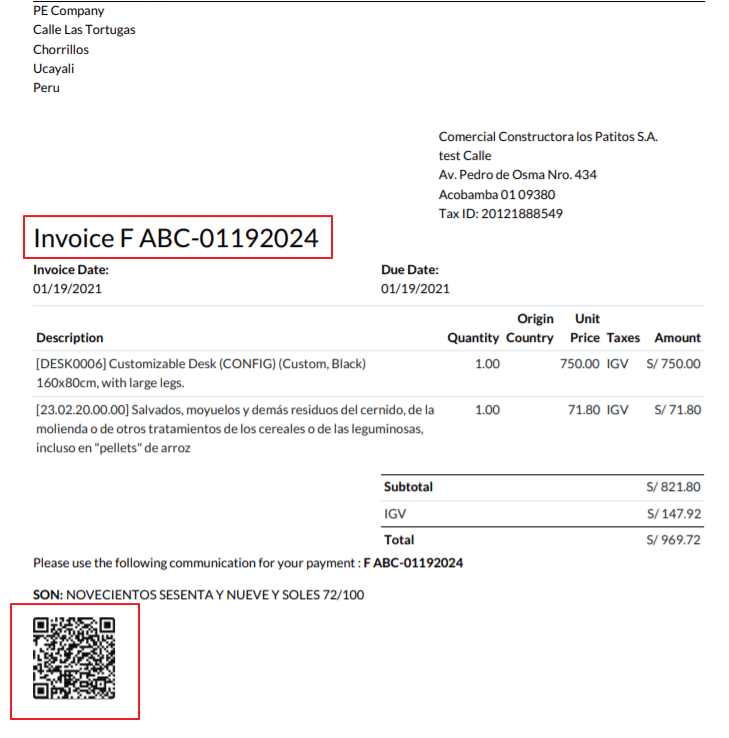 PE Company
Calle Las Tortugas
Chorrillos
Ucayali
Peru
Comercial Constructora los Patitos S.A.
test Calle
Av. Pedro de Osma Nro. 434
Acobamba 01 09380
Tax ID: 20121888549
Invoice F ABC-01192024
Invoice Date: Due Date:
01/19/2021 01/19/2021
Origin Unit
Description Quantity Country Price Taxes Amount
[DESK0006] Customizable Desk (CONFIG) (Custom, Black) 1.00 750.00 IGV S/ 750.00
160x80cm, with large legs.
[23.02.20.00.00] Salvados, moyuelos y demás residuos del cernido, de la 1.00 71.80 IGV S/ 71.80
molienda o de otros tratamientos de los cereales o de las leguminosas,
incluso en "pellets" de arroz
Subtotal S/ 821.80
IGV S/ 147.92
Total S/ 969.72
Please use the following communication for your payment : F ABC-01192024
SON: NOVECIENTOS SESENTA Y NUEVE Y SOLES 72/100